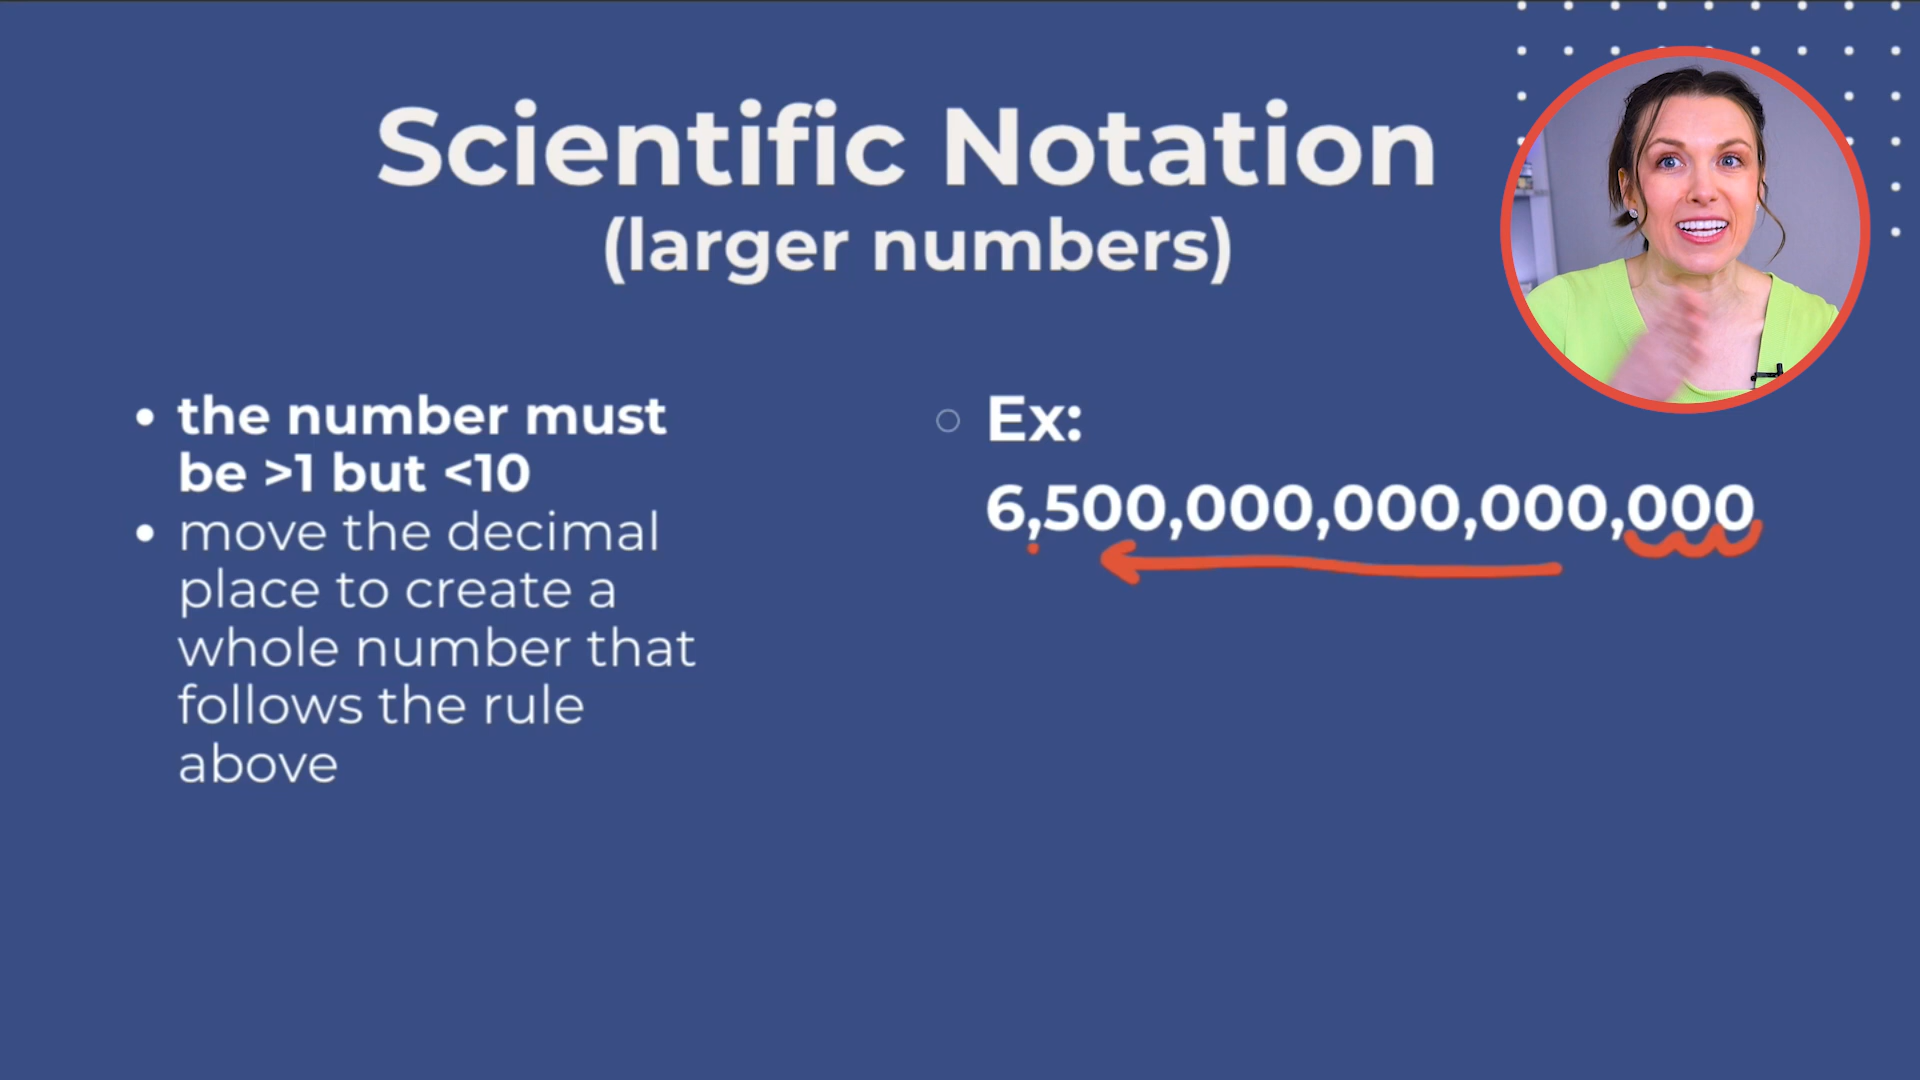 Scientific Notation
(larger numbers)
• the number must
be >1 but <10
• move the decimal
place to create a
whole number that
follows the rule
above
○ Ex:
6,500,000,000,000,000